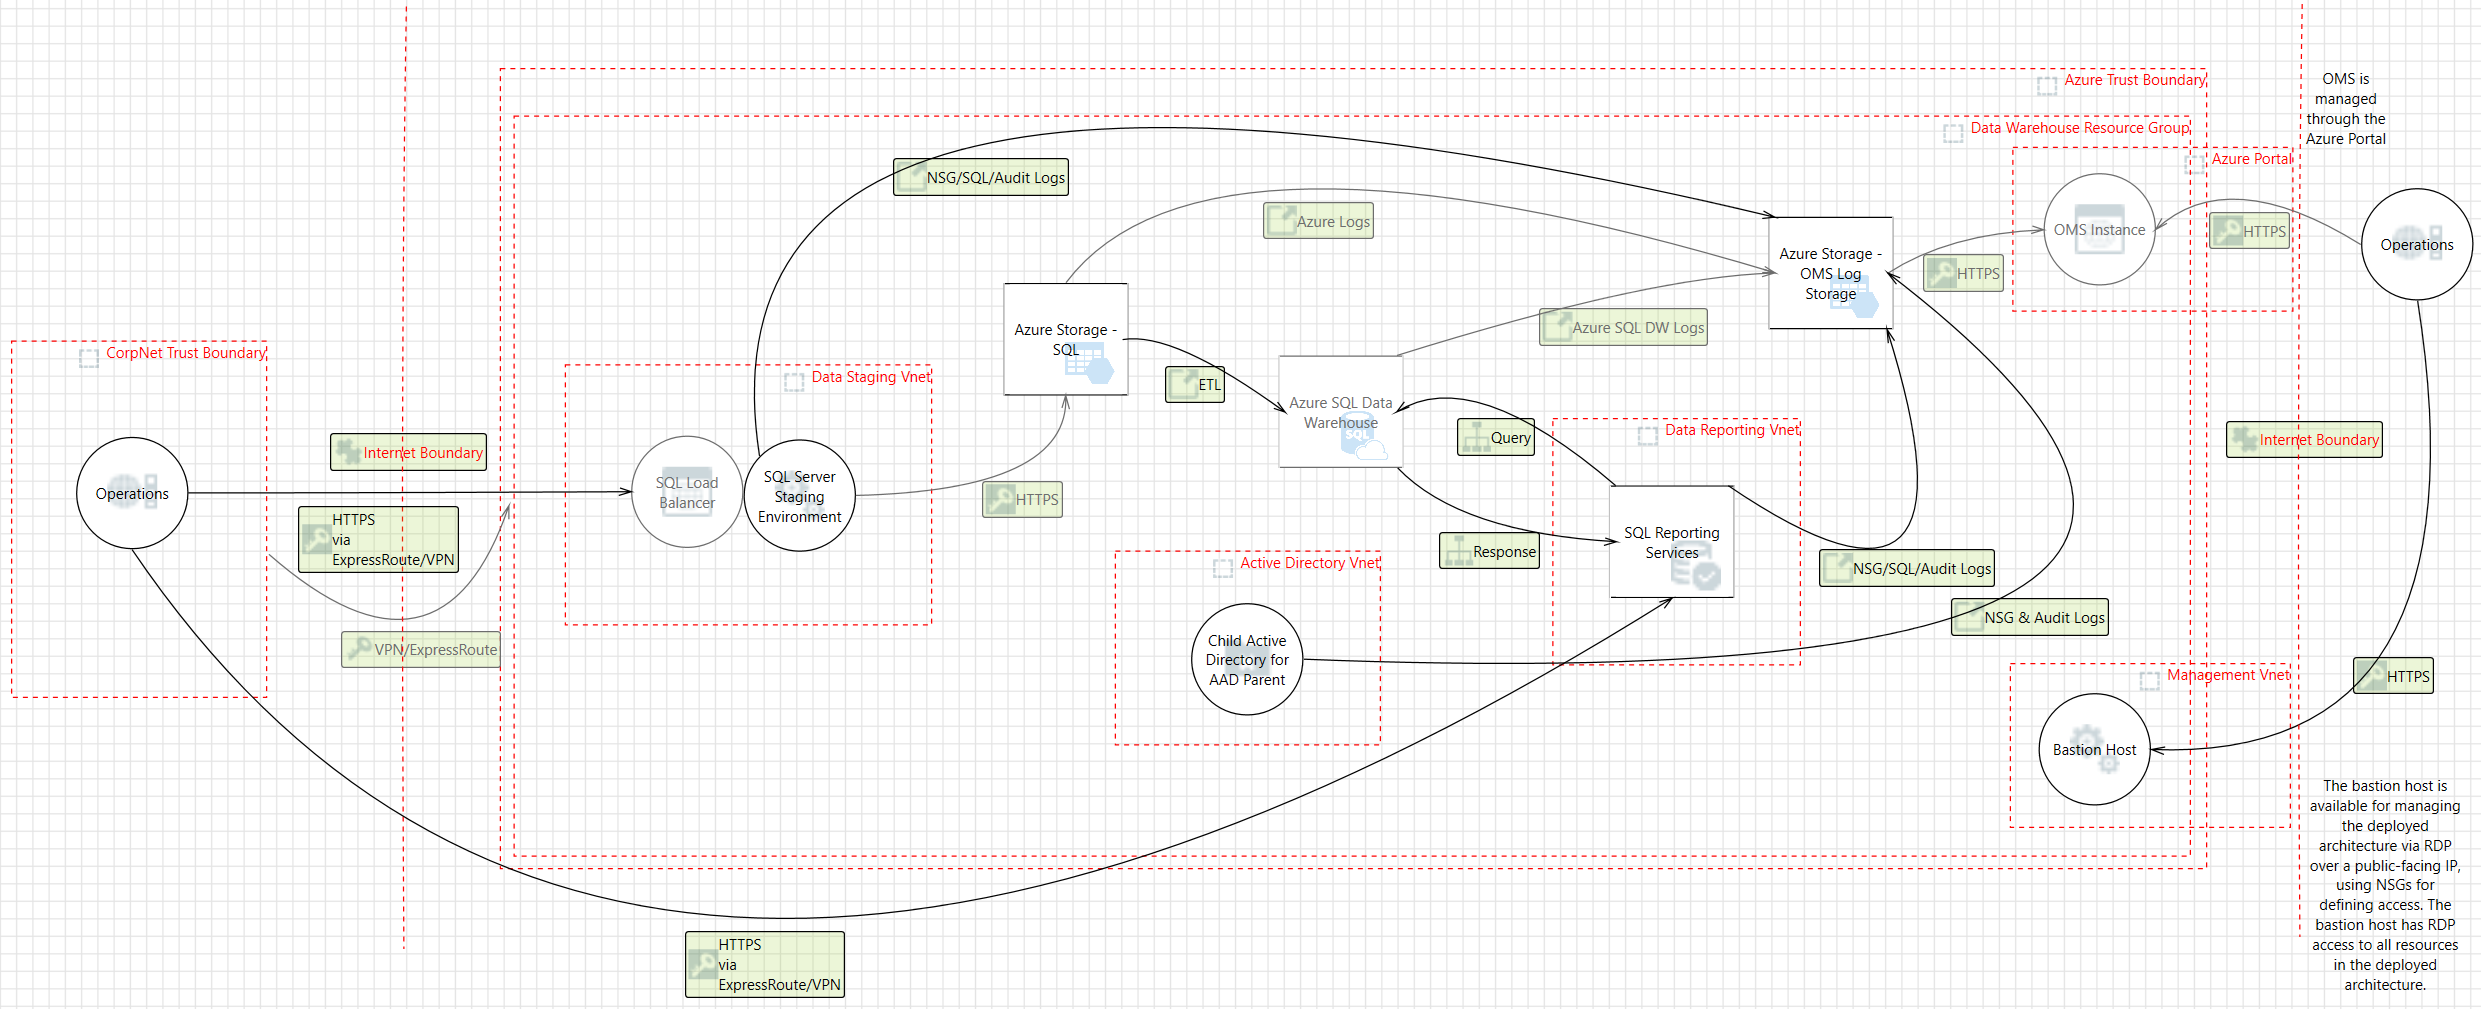 Azure Trust Boundary
OMS is
managed
through the
Azure Portal
Data Warehouse Resource Group
Azure Portal
NSG/SQL/Audit Logs
Azure Logs
OMS Instance
HTTPS
Operations
Azure Storage -
OMS Log
Storage
HTTPS
Azure Storage -
SQL
Azure SQL DW Logs
CorpNet Trust Boundary
Data Staging Vnet
ETL
Azure SQL Data
Warehouse
Data Reporting Vnet
Query
Internet Boundary
Internet Boundary
Operations
SQL Load
Balancer
SQL Server
Staging
Environment
HTTPS
HTTPS
via
ExpressRoute/VPN
SQL Reporting
Services
Response
Active Directory Vnet
NSG/SQL/Audit Logs
NSG & Audit Logs
VPN/ExpressRoute
Child Active
Directory for
AAD Parent
Management Vnet
HTTPS
Bastion Host
The bastion host is
available for managing
the deployed
architecture via RDP
over a public-facing IP,
using NSGs for
defining access. The
bastion host has RDP
access to all resources
in the deployed
architecture.
HTTPS
via
ExpressRoute/VPN